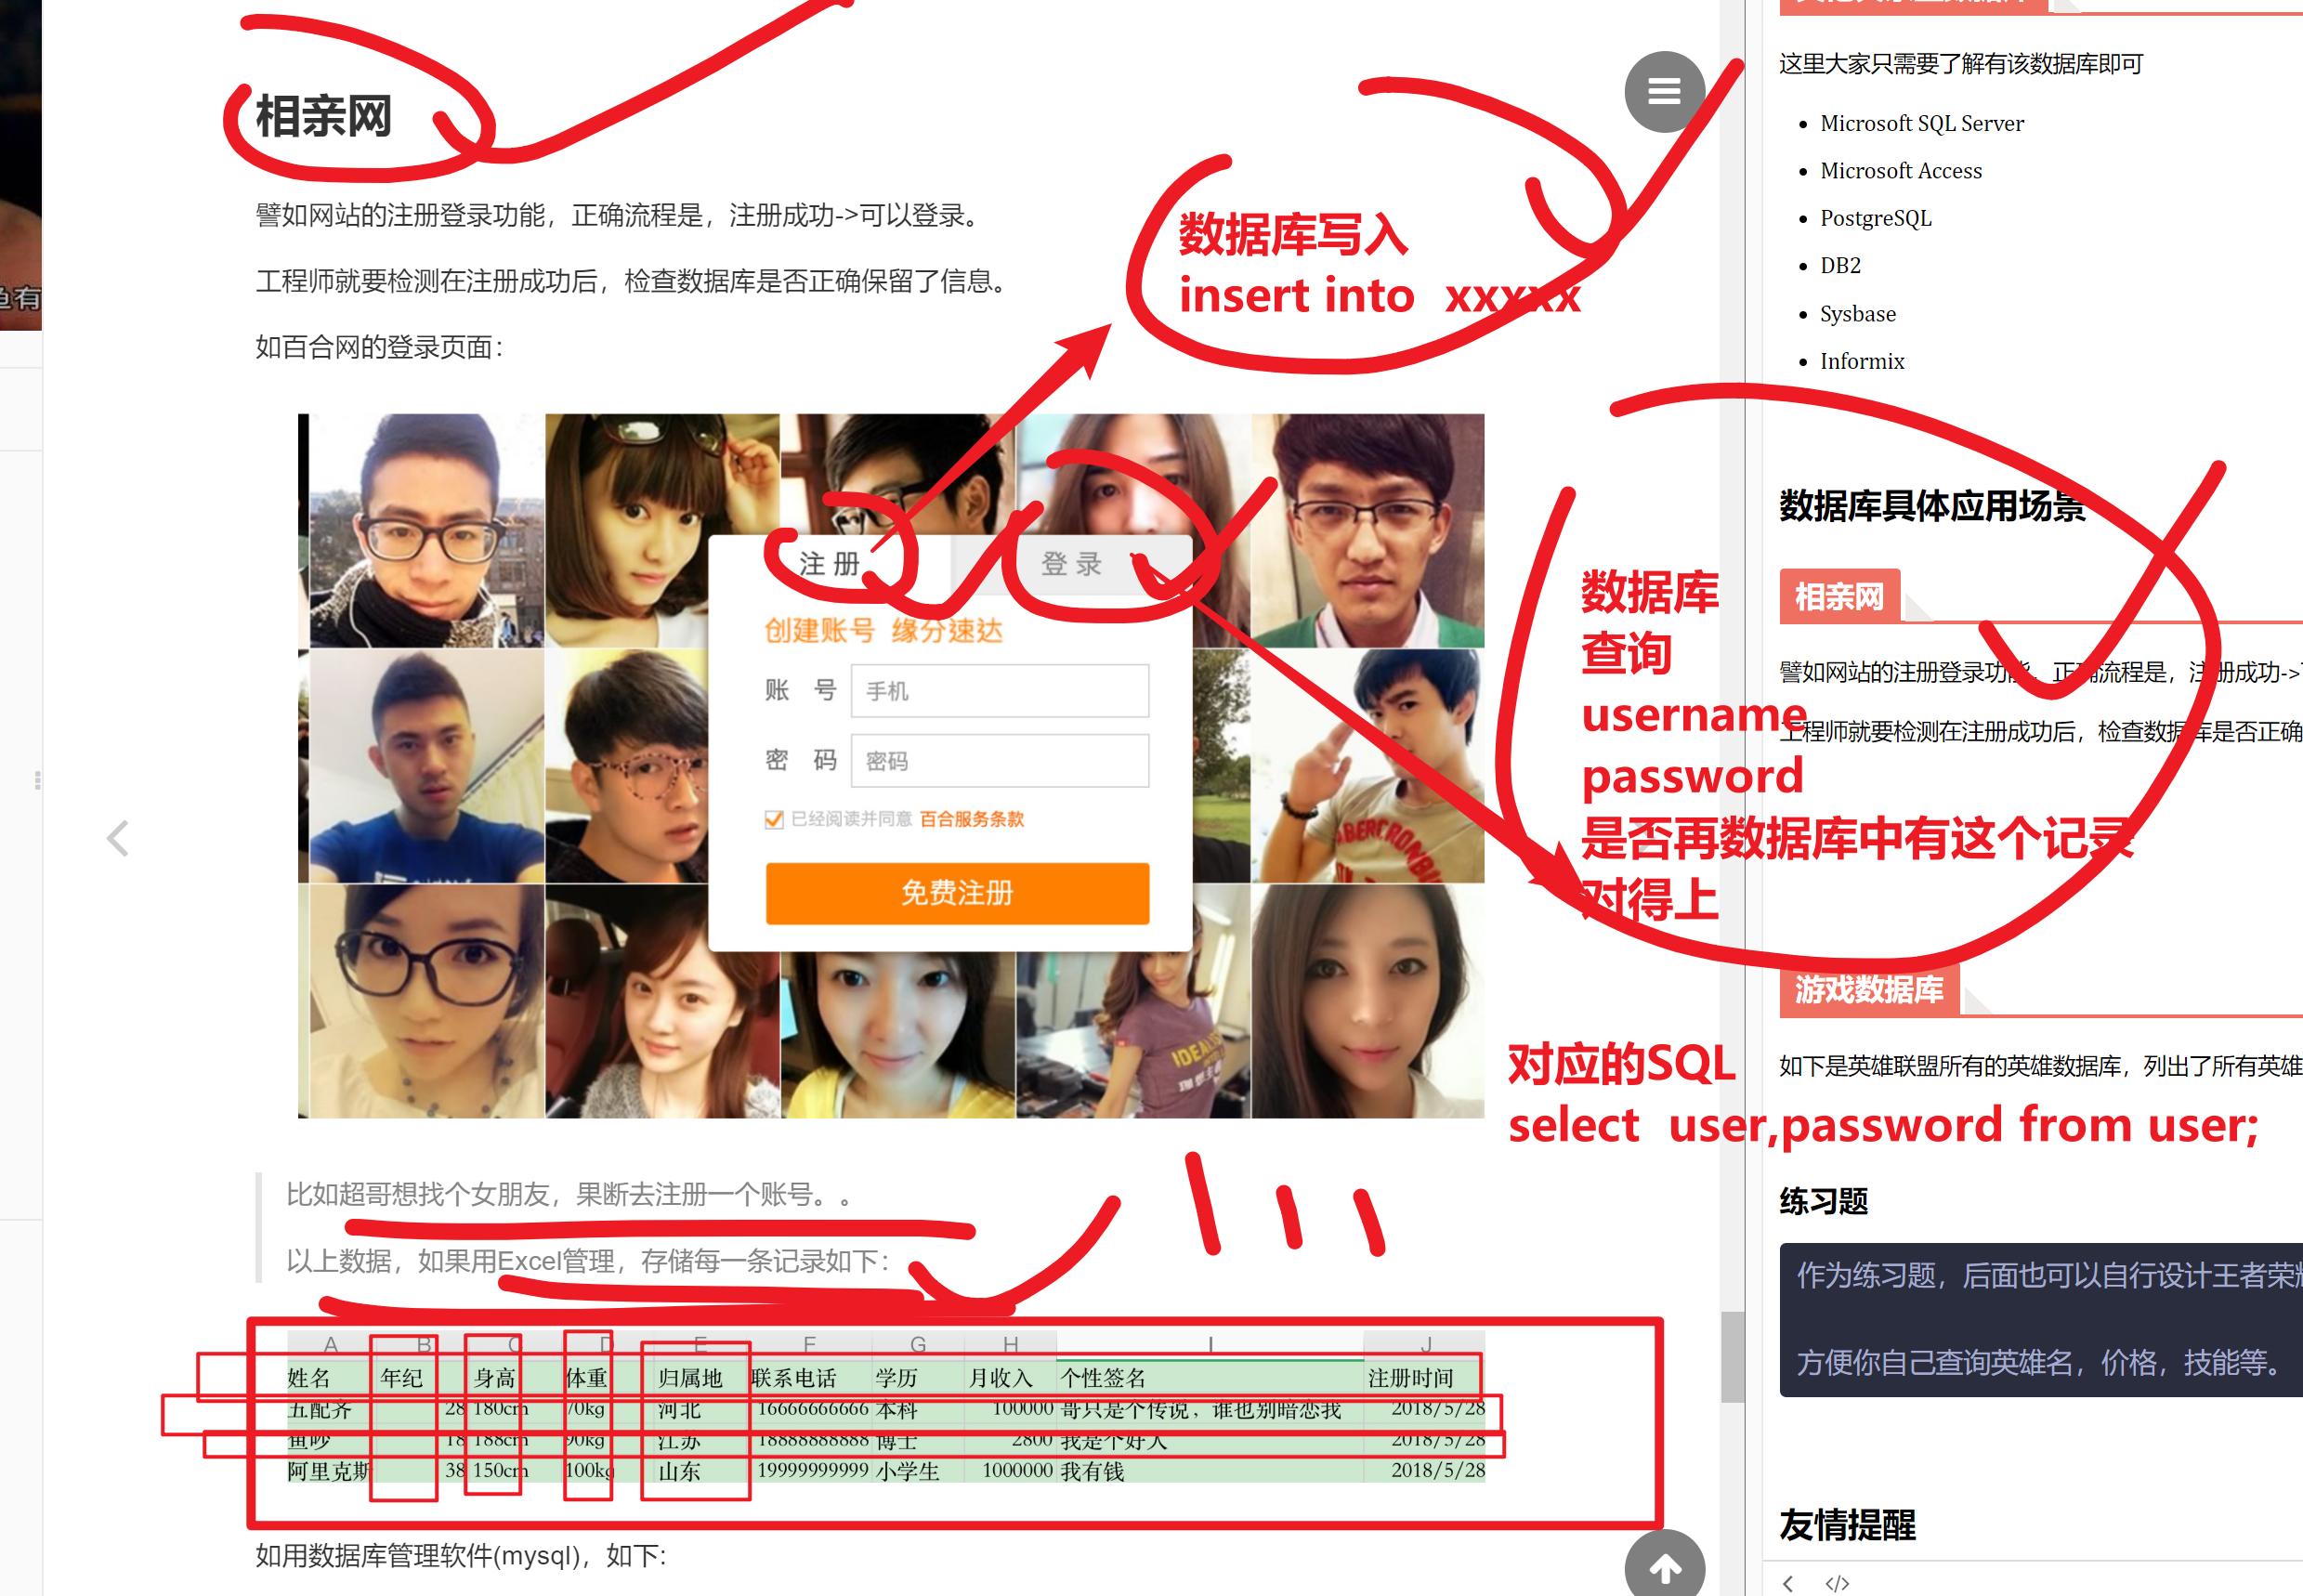 相亲网
譬如网站的注册登录功能，正确流程是，注册成功->可以登录。
工程师就要检测在注册成功后，检查数据库是否正确保留了信息。
如百合网的登录页面：
数据库写入
insert into xxxxx
注 册
登 录
创建账号 缘分速达
账 号 手机
密 码 密码
已经阅读并同意 百合服务条款
免费注册
数据库
查询
username
password
是否再数据库中有这个记录
对得上
对应的SQL
select user,password from user;
比如超哥想找个女朋友，果断去注册一个账号。。
以上数据，如果用Excel管理，存储每一条记录如下：
A B C D E F G H I J
姓名 年纪 身高 体重 归属地 联系电话 学历 月收入 个性签名 注册时间
五配齐 28 180cm 70kg 河北 16666666666 本科 100000 哥只是个传说，谁也别暗恋我 2018/5/28
鱼吵 18 188cm 90kg 江苏 18888888888 博士 2800 我是个好人 2018/5/28
阿里克斯 38 150cm 100kg 山东 19999999999 小学生 1000000 我有钱 2018/5/28
如用数据库管理软件(mysql)，如下：
这里大家只需要了解有该数据库即可
Microsoft SQL Server
Microsoft Access
PostgreSQL
DB2
Sysbase
Informix
数据库具体应用场景
相亲网
譬如网站的注册登录功能，正确流程是，注册成功->
工程师就要检测在注册成功后，检查数据库是否正确
游戏数据库
如下是英雄联盟所有的英雄数据库，列出了所有英雄
练习题
作为练习题，后面也可以自行设计王者荣耀
方便你自己查询英雄名，价格，技能等。
友情提醒